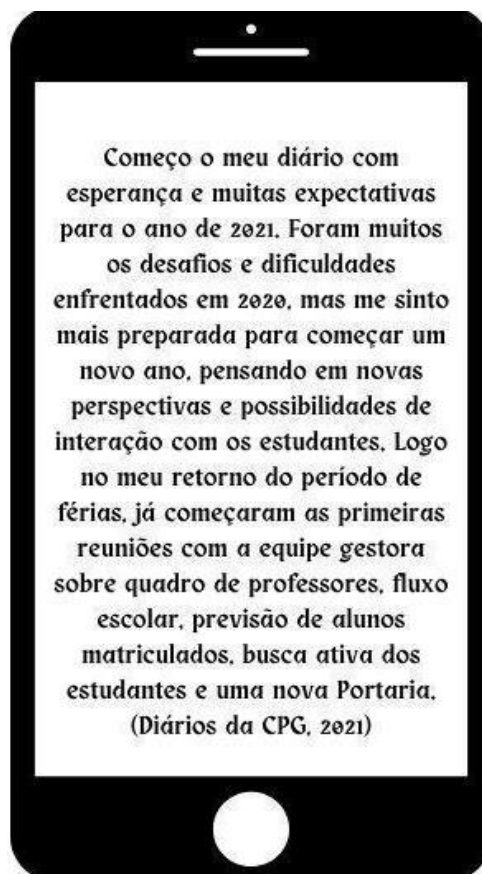 Começo o meu diário com
esperança e muitas expectativas
para o ano de 2021. Foram muitos
os desafios e dificuldades
enfrentados em 2020, mas me sinto
mais preparada para começar um
novo ano, pensando em novas
perspectivas e possibilidades de
interação com os estudantes. Logo
no meu retorno do período de
férias, já começaram as primeiras
reuniões com a equipe gestora
sobre quadro de professores, fluxo
escolar, previsão de alunos
matriculados, busca ativa dos
estudantes e uma nova Portaria.
(Diários da CPG, 2021)